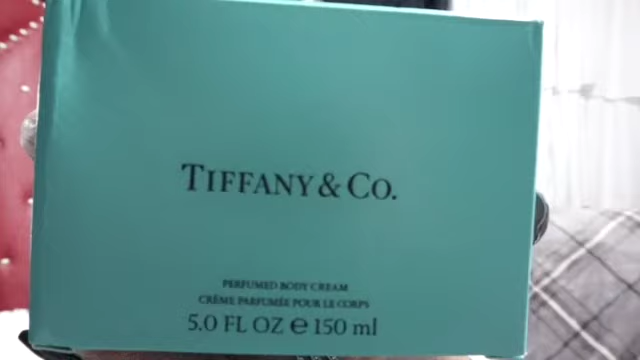 TIFFANY & CO.
PERFUMED BODY CREAM
CRÈME PARFUMÉE POUR LE CORPS
5.0 FL OZ ℮ 150 ml